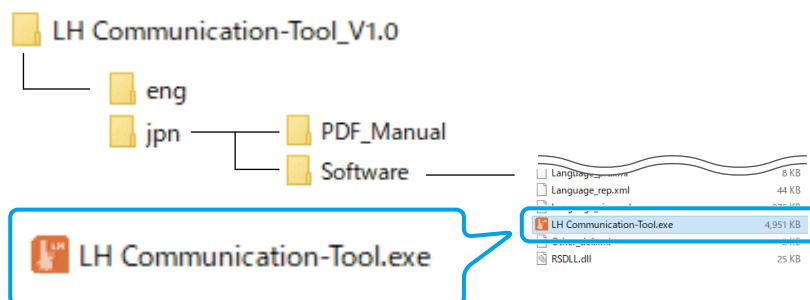 LH Communication-Tool_V1.0
eng
jpn
PDF_Manual
Software
8 KB
Language_rep.xml 44 KB
LH Communication-Tool.exe 4,951 KB
RSDLL.dll 25 KB
LH Communication-Tool.exe